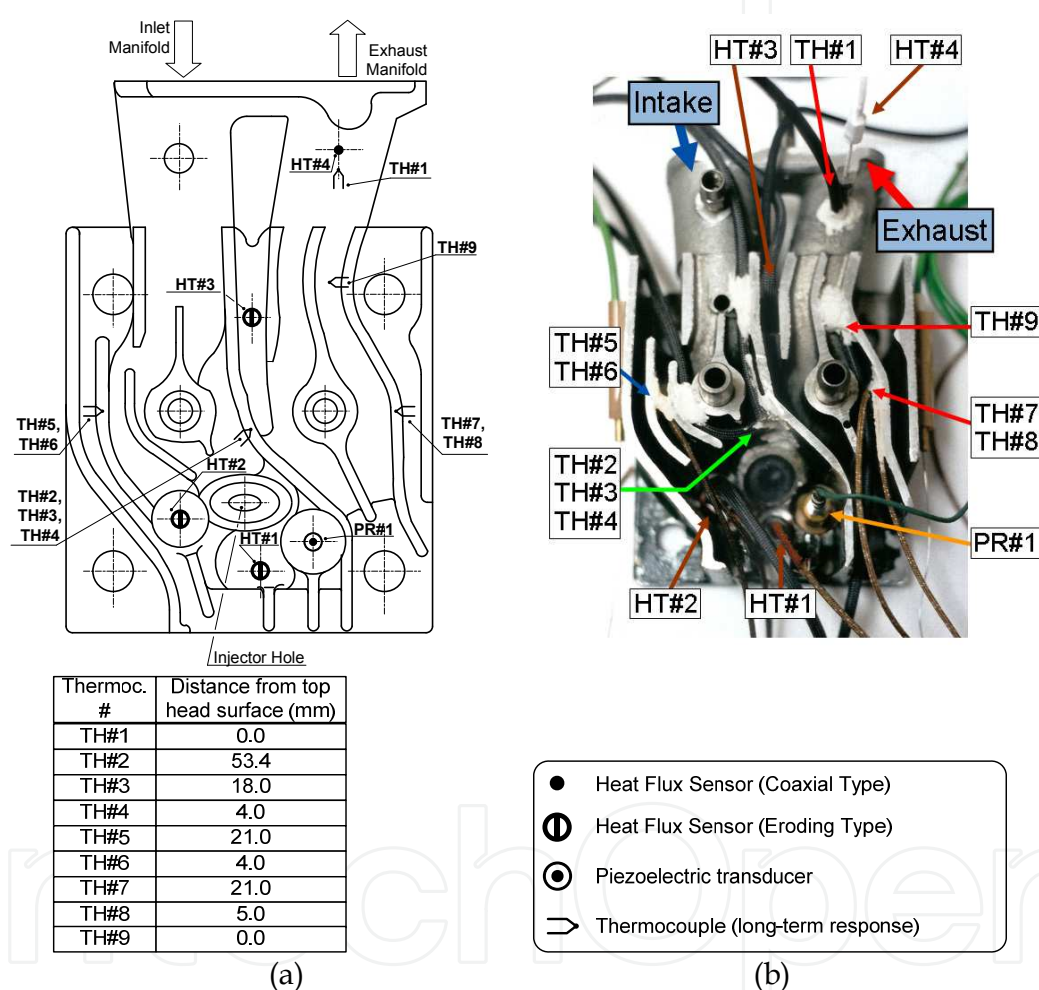 Inlet
Manifold
Exhaust
Manifold
HT#4
TH#1
TH#9
HT#3
TH#5,
TH#6
TH#7,
TH#8
HT#2
TH#2,
TH#3,
TH#4
HT#1
PR#1
Injector Hole
Thermoc.
#
Distance from top
head surface (mm)
TH#1 0.0
TH#2 53.4
TH#3 18.0
TH#4 4.0
TH#5 21.0
TH#6 4.0
TH#7 21.0
TH#8 5.0
TH#9 0.0
(a)
HT#3 TH#1 HT#4
Intake
Exhaust
TH#9
TH#5
TH#6
TH#7
TH#8
TH#2
TH#3
TH#4
PR#1
HT#2 HT#1
Heat Flux Sensor (Coaxial Type)
Heat Flux Sensor (Eroding Type)
Piezoelectric transducer
Thermocouple (long-term response)
(b)